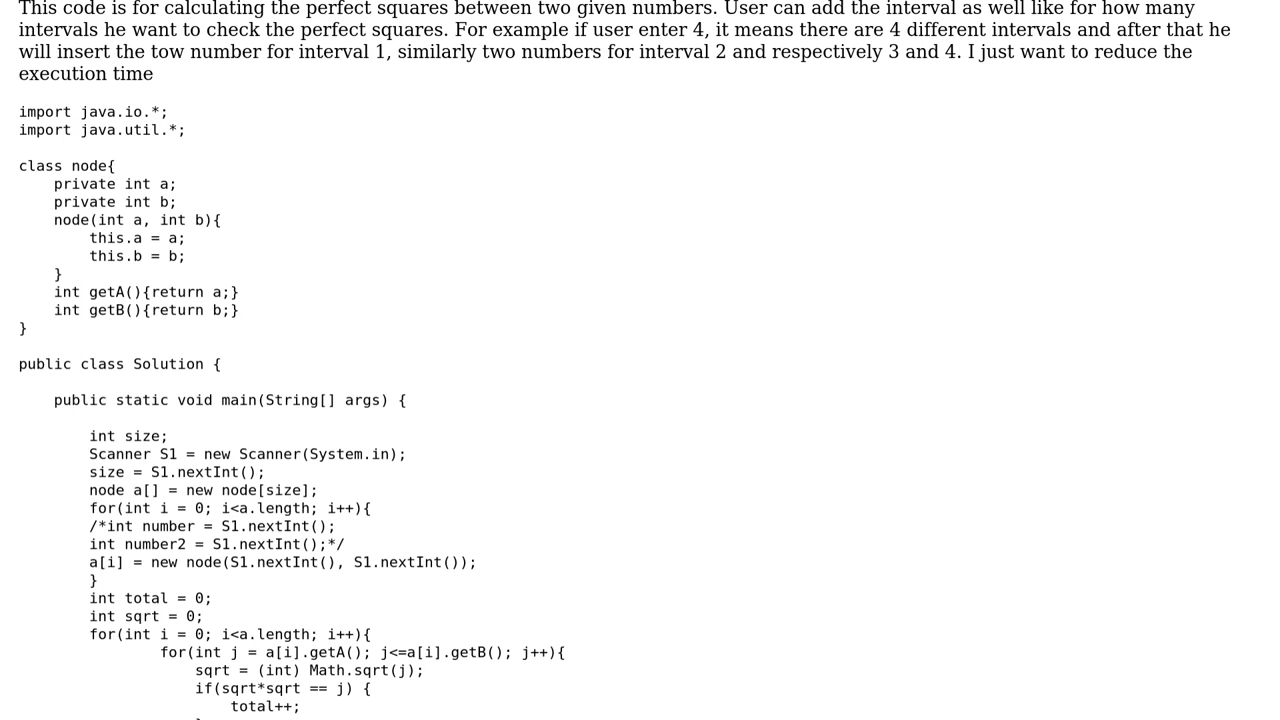 This code is for calculating the perfect squares between two given numbers. User can add the interval as well like for how many
intervals he want to check the perfect squares. For example if user enter 4, it means there are 4 different intervals and after that he
will insert the tow number for interval 1, similarly two numbers for interval 2 and respectively 3 and 4. I just want to reduce the
execution time
import java.io.*;
import java.util.*;
class node{
    private int a;
    private int b;
    node(int a, int b){
        this.a = a;
        this.b = b;
    }
    int getA(){return a;}
    int getB(){return b;}
}
public class Solution {
    public static void main(String[] args) {
        int size;
        Scanner S1 = new Scanner(System.in);
        size = S1.nextInt();
        node a[] = new node[size];
        for(int i = 0; i<a.length; i++){
        /*int number = S1.nextInt();
        int number2 = S1.nextInt();*/
        a[i] = new node(S1.nextInt(), S1.nextInt());
        }
        int total = 0;
        int sqrt = 0;
        for(int i = 0; i<a.length; i++){
                for(int j = a[i].getA(); j<=a[i].getB(); j++){
                    sqrt = (int) Math.sqrt(j);
                    if(sqrt*sqrt == j) {
                        total++;